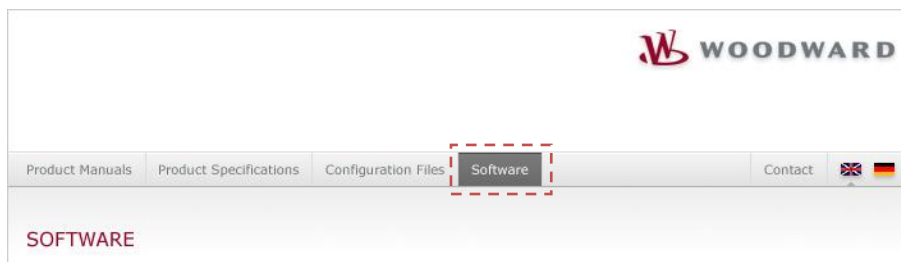 WOODWARD
Product Manuals Product Specifications Configuration Files Software Contact
SOFTWARE